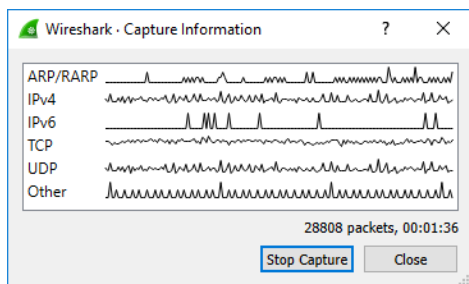 Wireshark · Capture Information ? ×
ARP/RARP
IPv4
IPv6
TCP
UDP
Other
28808 packets, 00:01:36
Stop Capture Close